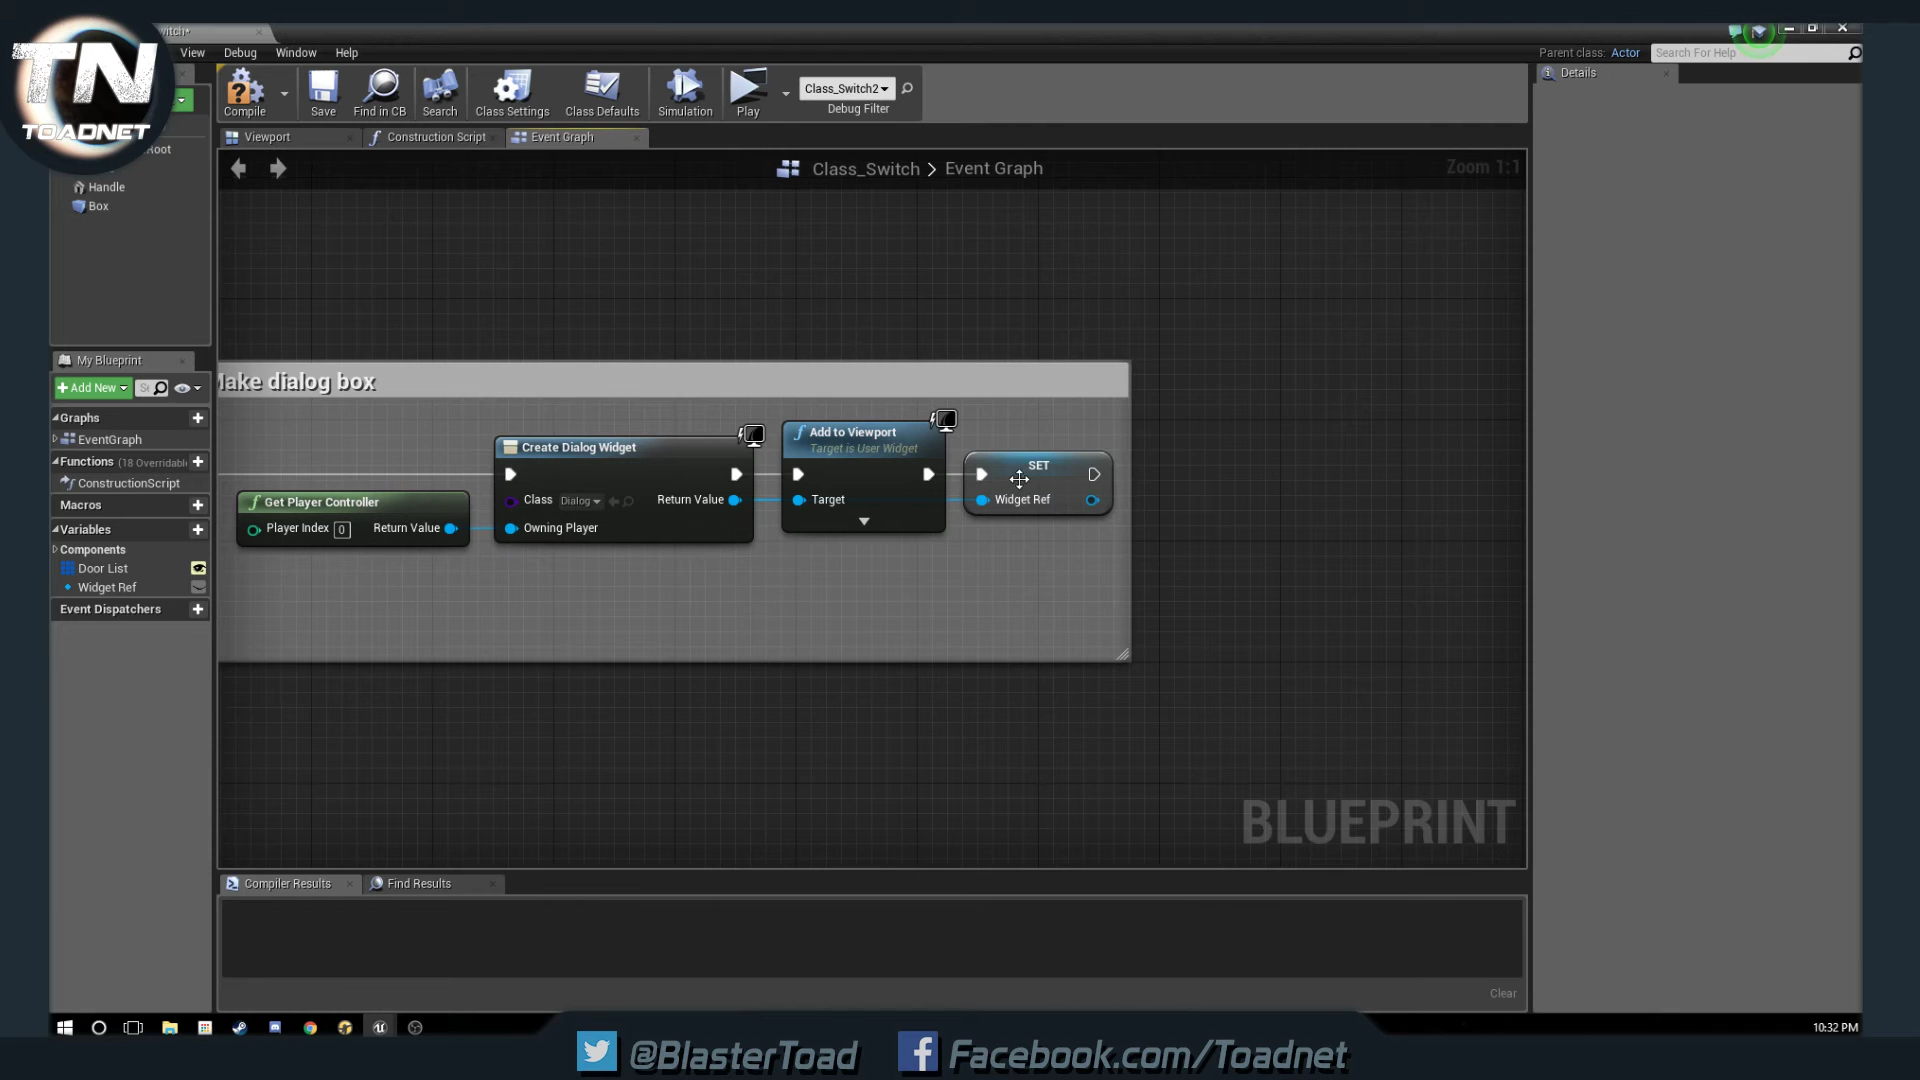 TN
TOADNET
witch*
View Debug Window Help
Parent class: Actor Search For Help
Compile Save Find in CB Search Class Settings Class Defaults Simulation Play
Class_Switch2
Debug Filter
Details
Viewport Construction Script Event Graph
Root
Handle
Box
Class_Switch > Event Graph
Zoom 1:1
My Blueprint
+Add New
Graphs
EventGraph
Functions (18 Overridabl
ConstructionScript
Macros
Variables
Components
Door List
Widget Ref
Event Dispatchers
Make dialog box
Get Player Controller
Player Index 0 Return Value
Create Dialog Widget
Class Dialog Return Value
Owning Player
Add to Viewport
Target is User Widget
Target
SET
Widget Ref
BLUEPRINT
Compiler Results Find Results
Clear
10:32 PM
@BlasterToad Facebook.com/Toadnet